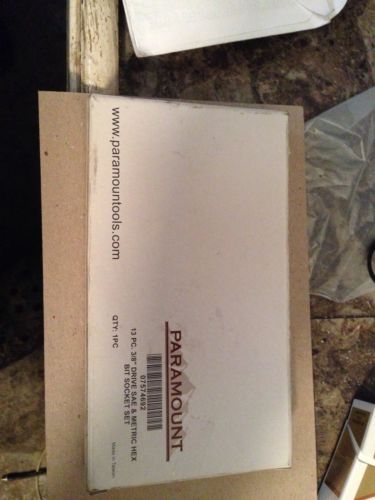 www.paramountools.com
PARAMOUNT
07574692
13 PC. 3/8" DRIVE SAE & METRIC HEX
BIT SOCKET SET
QTY: 1PC
Made in Taiwan